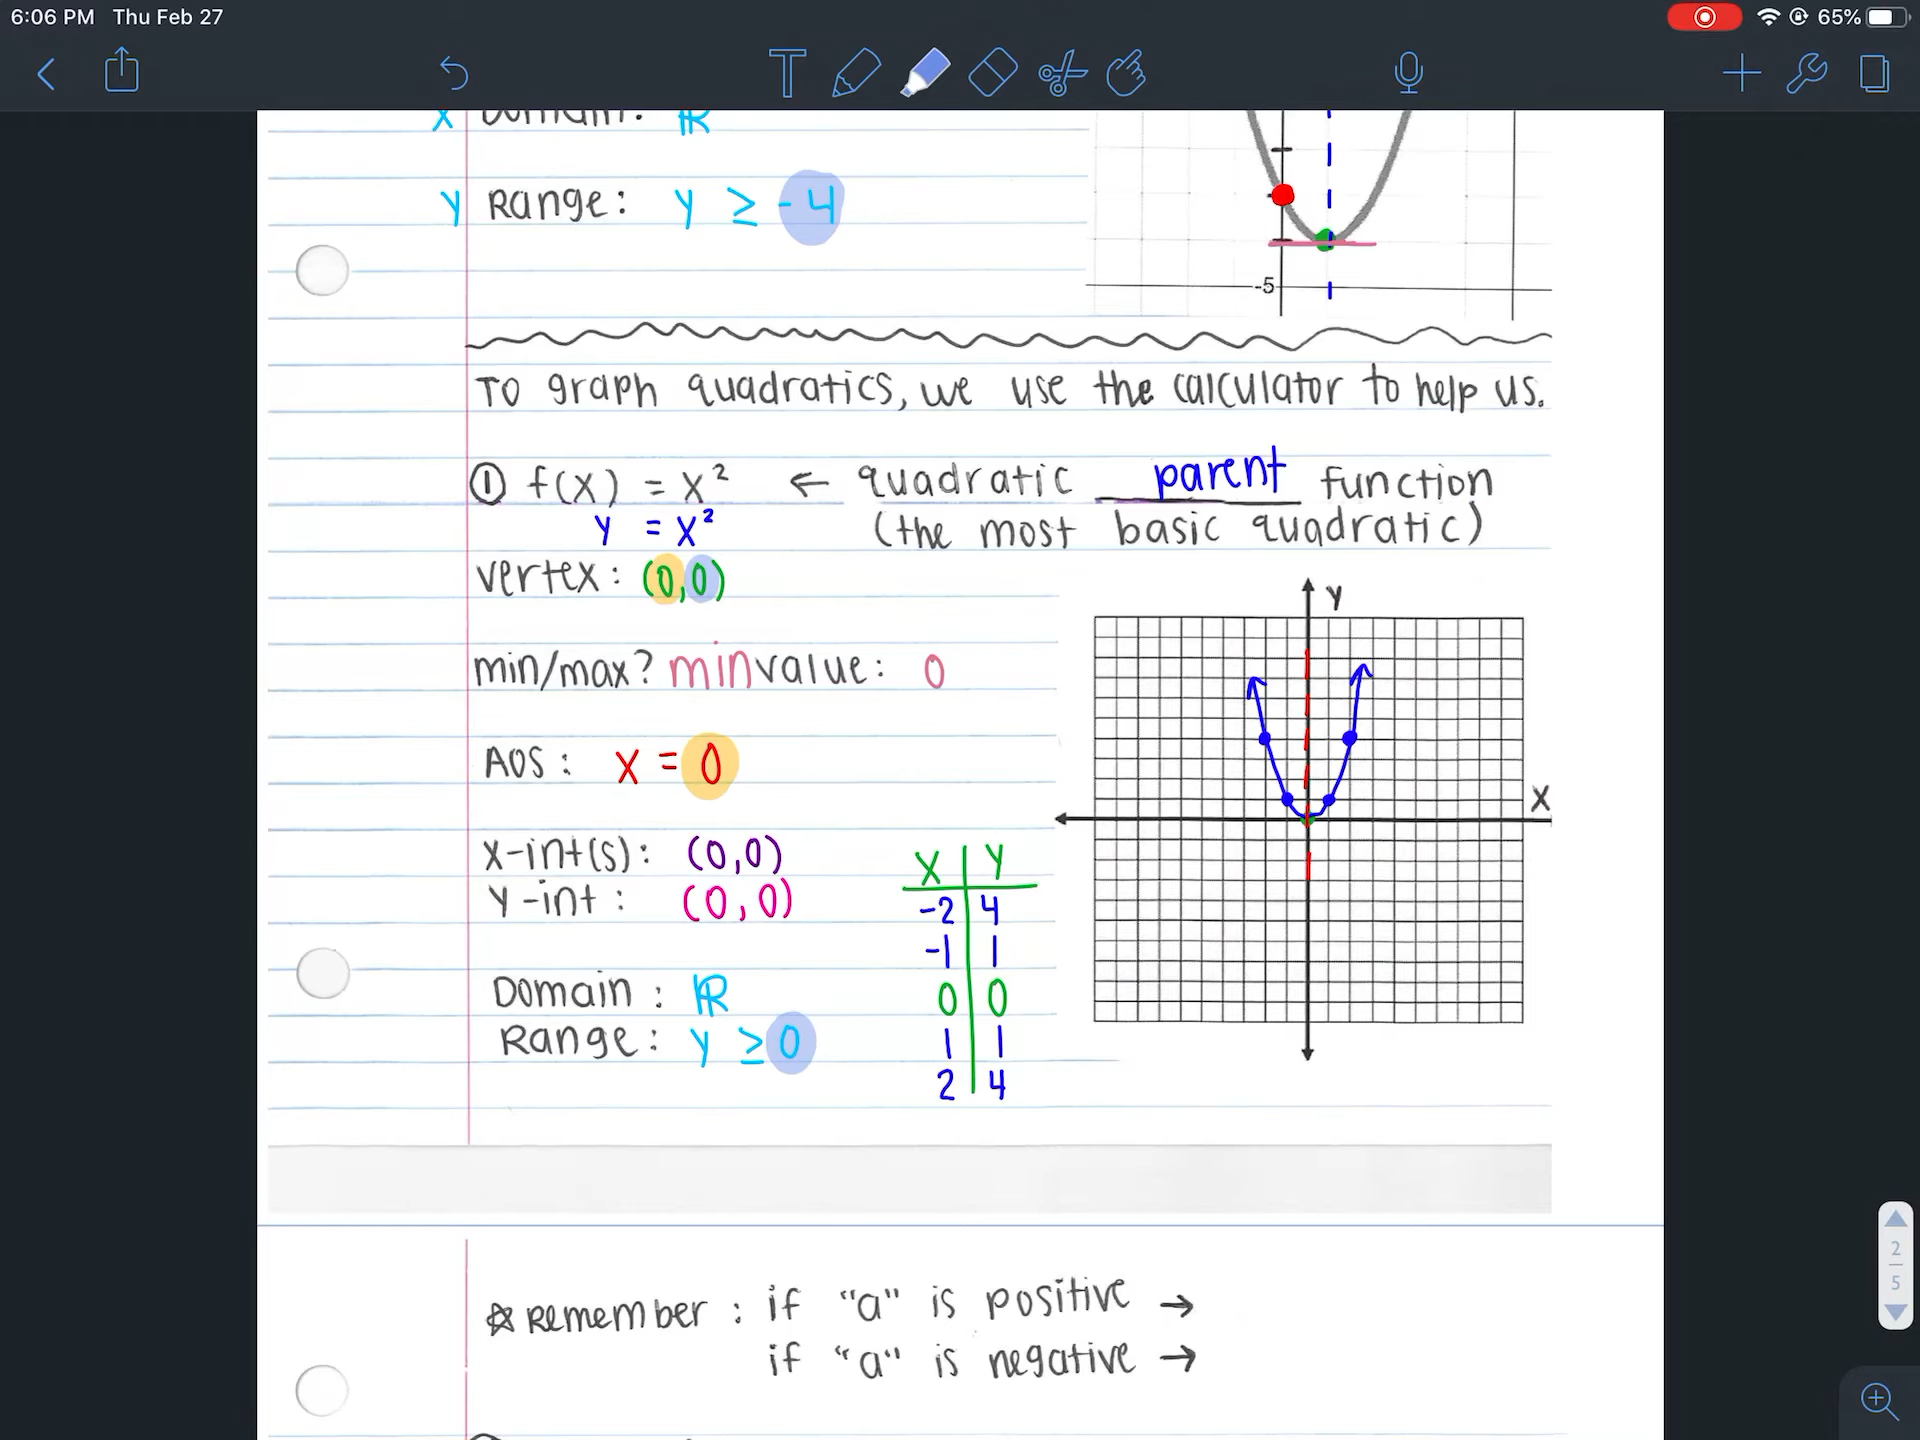 6:06 PM Thu Feb 27
65%
X Domain: ℝ
Y Range: y ≥ -4
-5
To graph quadratics, we use the calculator to help us.
① f(x) = x² ← quadratic parent function
y = x² (the most basic quadratic)
vertex: (0,0)
Y
min/max? min value: 0
AOS: x = 0
X
X-int(s): (0,0)
Y-int: (0,0)
X | Y
-2 | 4
-1 | 1
0 | 0
1 | 1
2 | 4
Domain: ℝ
Range: y ≥ 0
2
5
☆ Remember: if "a" is positive →
if "a" is negative →